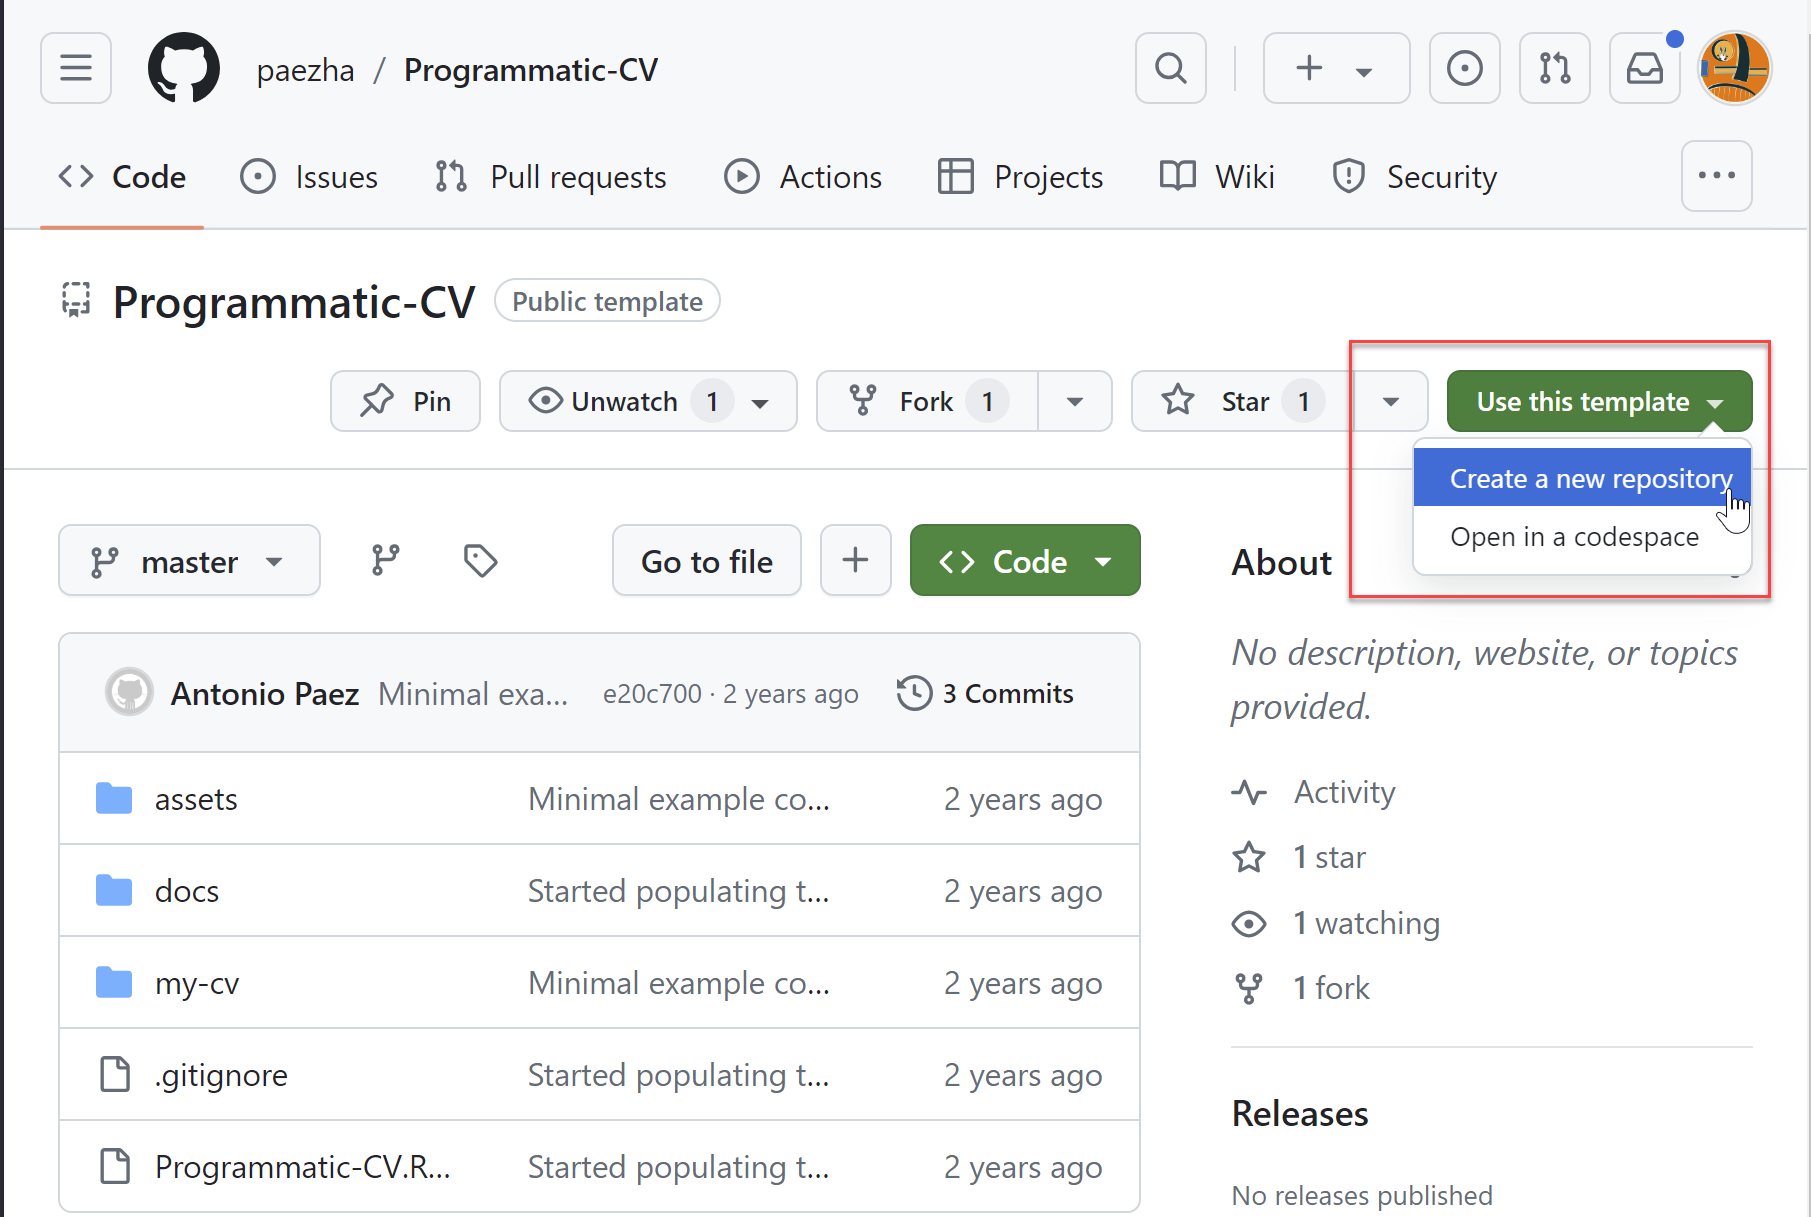 paezha / Programmatic-CV
Code Issues Pull requests Actions Projects Wiki Security
Programmatic-CV Public template
Pin Unwatch 1 Fork 1 Star 1 Use this template
Create a new repository
Open in a codespace
master Go to file Code
About
No description, website, or topics
provided.
Antonio Paez Minimal exa... e20c700 · 2 years ago 3 Commits
assets Minimal example co... 2 years ago
docs Started populating t... 2 years ago
my-cv Minimal example co... 2 years ago
.gitignore Started populating t... 2 years ago
Programmatic-CV.R... Started populating t... 2 years ago
Activity
1 star
1 watching
1 fork
Releases
No releases published